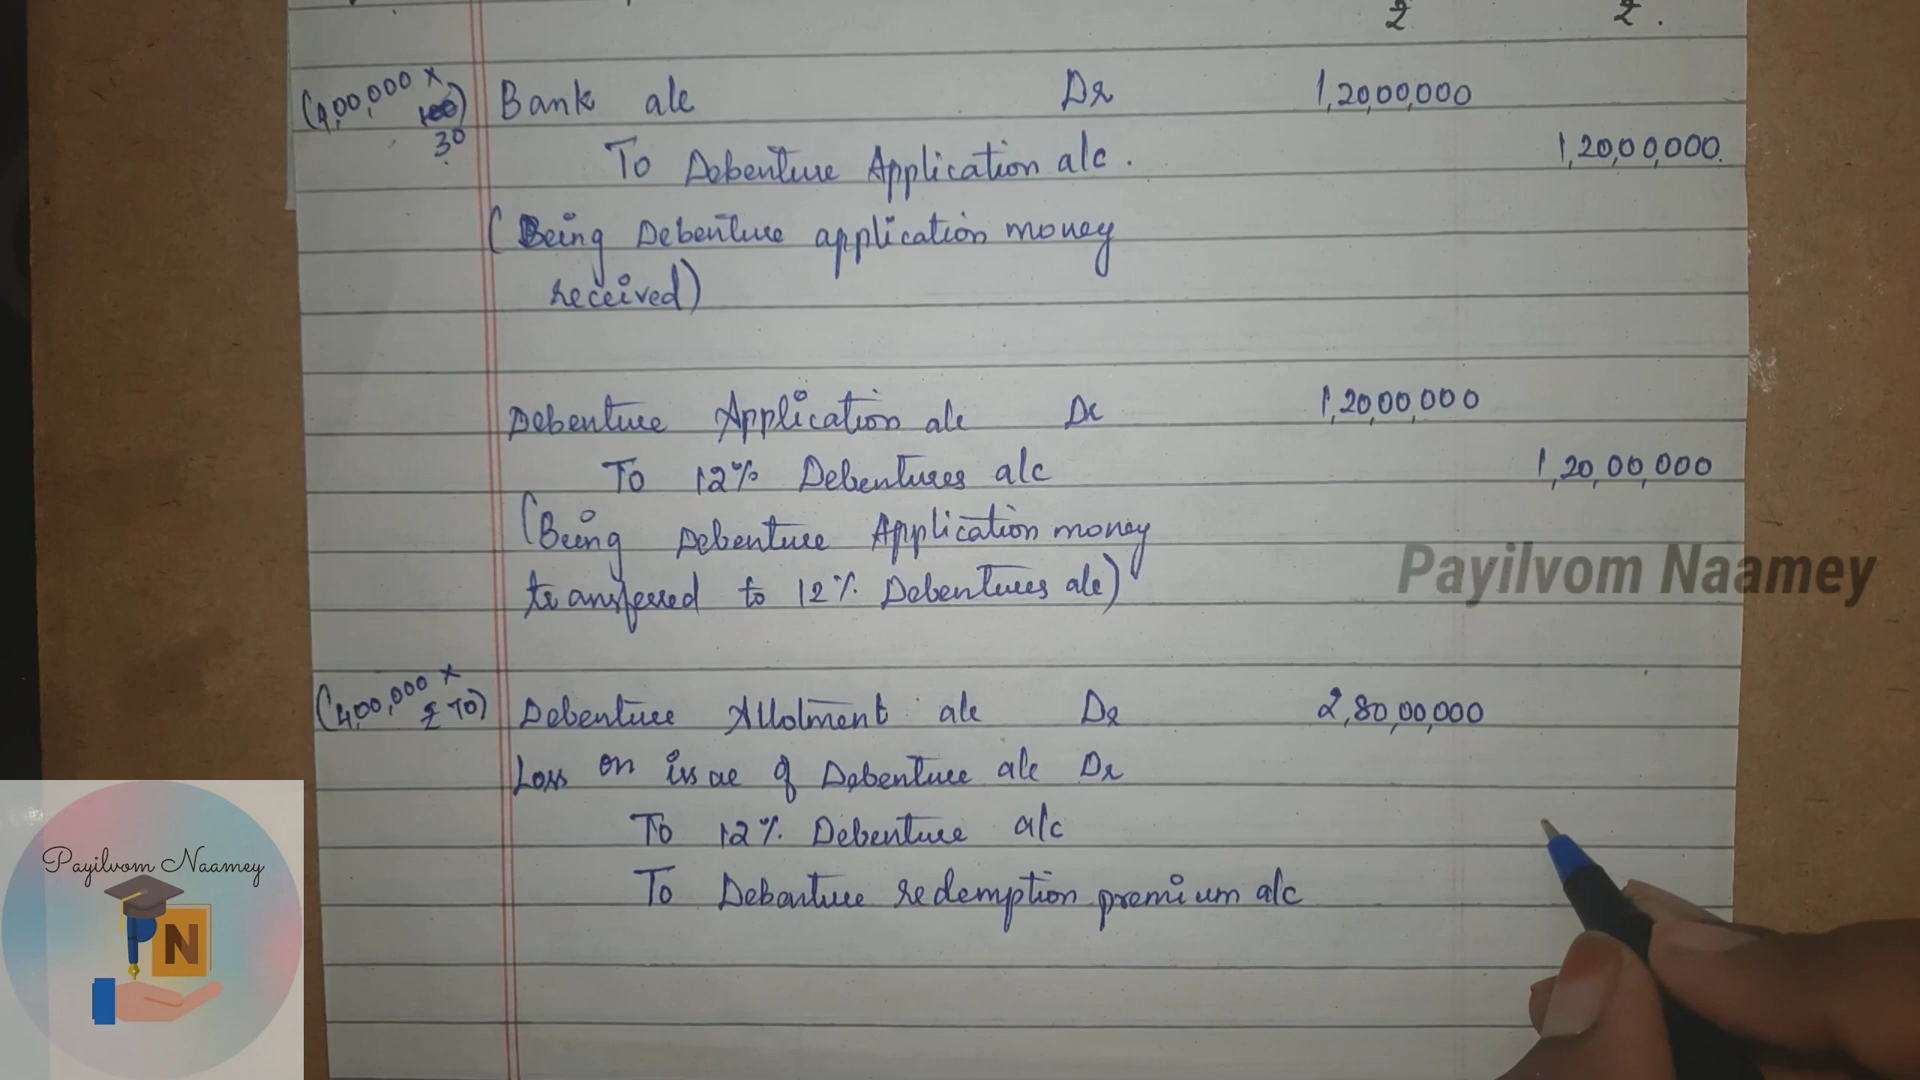 ₹ ₹.
(4,00,000 x Bank a/c Dr 1,20,00,000
100)
30
To Debenture Application a/c. 1,20,00,000.
(Being Debenture application money
received)
Debenture Application a/c Dr 1,20,00,000
To 12% Debentures a/c 1,20,00,000
(Being Debenture Application money
transferred to 12% Debentures a/c)
Payilvom Naamey
(4,00,000 x
₹ 70) Debenture Allotment a/c Dr 2,80,00,000
Loss on issue of Debenture a/c Dr
To 12% Debenture a/c
To Debenture redemption premium a/c
Payilvom Naamey
PN